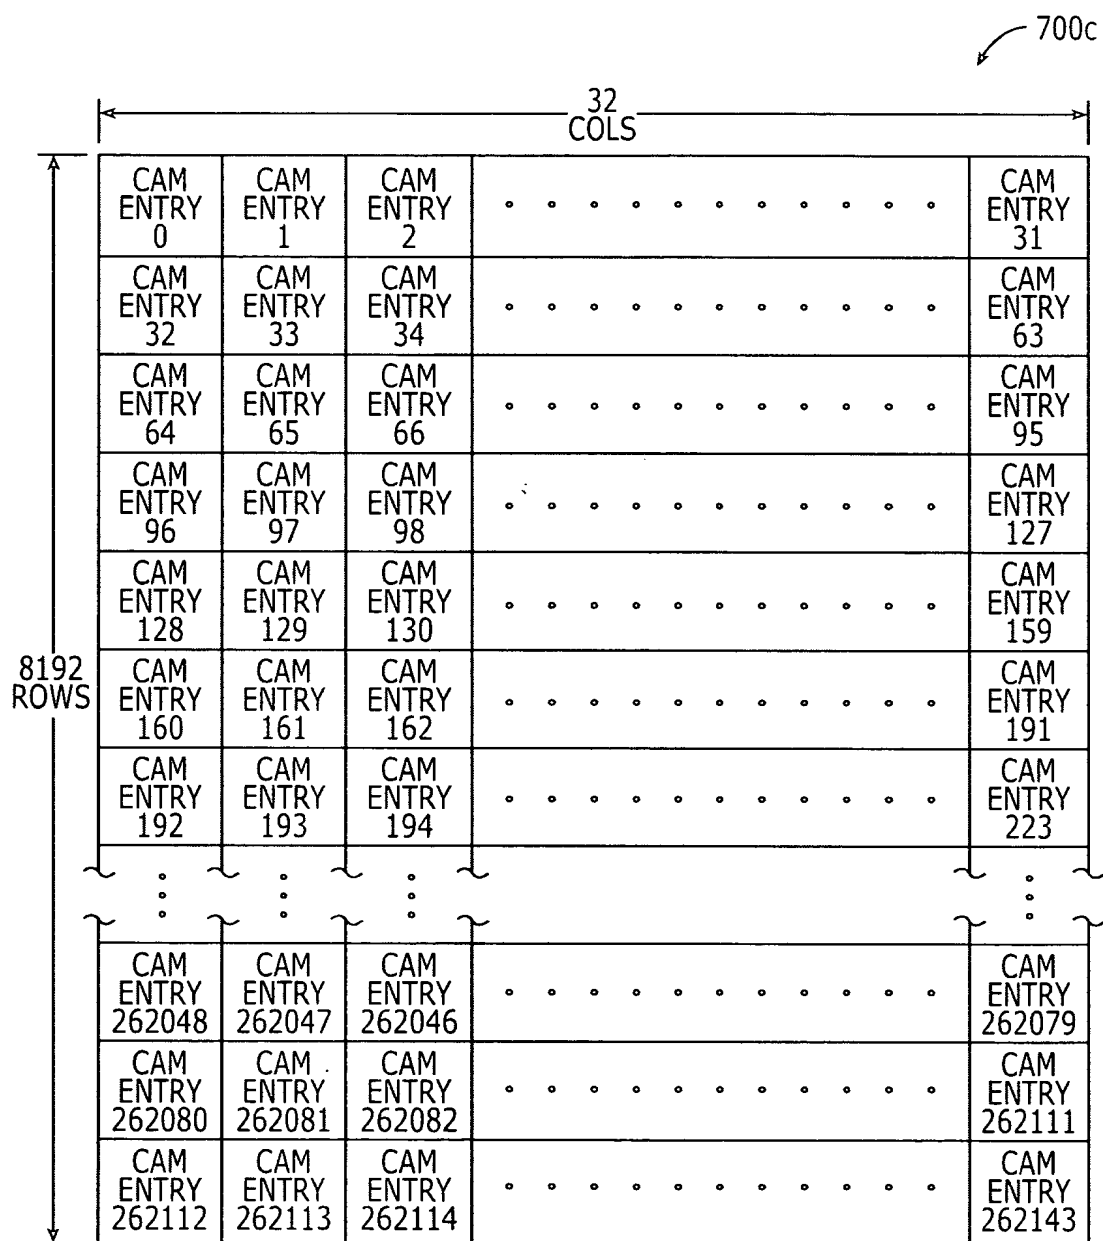 700c
32
COLS
8192
ROWS
CAM ENTRY 0
CAM ENTRY 1
CAM ENTRY 2
CAM ENTRY 31
CAM ENTRY 32
CAM ENTRY 33
CAM ENTRY 34
CAM ENTRY 63
CAM ENTRY 64
CAM ENTRY 65
CAM ENTRY 66
CAM ENTRY 95
CAM ENTRY 96
CAM ENTRY 97
CAM ENTRY 98
CAM ENTRY 127
CAM ENTRY 128
CAM ENTRY 129
CAM ENTRY 130
CAM ENTRY 159
CAM ENTRY 160
CAM ENTRY 161
CAM ENTRY 162
CAM ENTRY 191
CAM ENTRY 192
CAM ENTRY 193
CAM ENTRY 194
CAM ENTRY 223
CAM ENTRY 262048
CAM ENTRY 262047
CAM ENTRY 262046
CAM ENTRY 262079
CAM ENTRY 262080
CAM ENTRY 262081
CAM ENTRY 262082
CAM ENTRY 262111
CAM ENTRY 262112
CAM ENTRY 262113
CAM ENTRY 262114
CAM ENTRY 262143